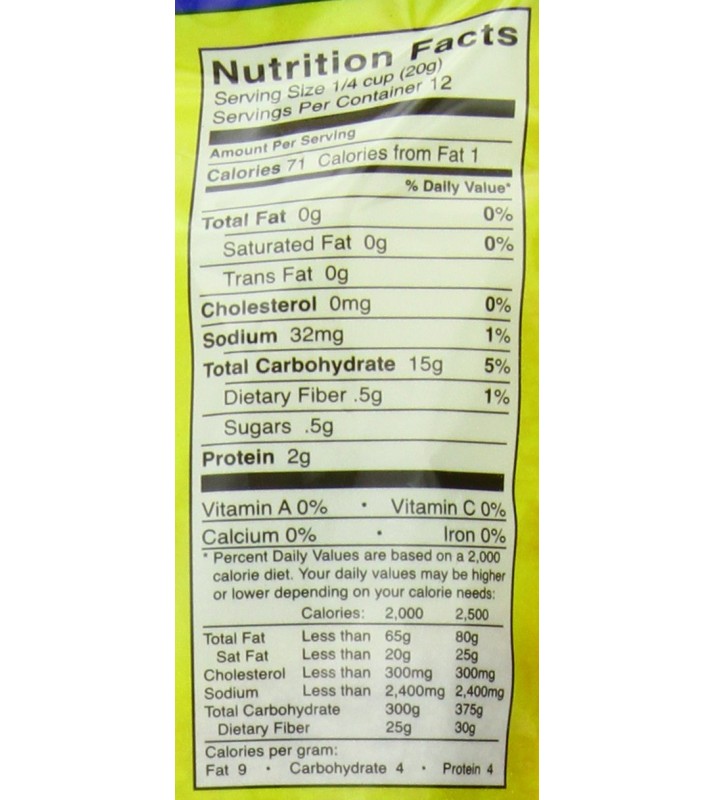 Nutrition Facts
Serving Size 1/4 cup (20g)
Servings Per Container 12
Amount Per Serving
Calories 71 Calories from Fat 1
% Daily Value*
Total Fat 0g 0%
Saturated Fat 0g 0%
Trans Fat 0g
Cholesterol 0mg 0%
Sodium 32mg 1%
Total Carbohydrate 15g 5%
Dietary Fiber .5g 1%
Sugars .5g
Protein 2g
Vitamin A 0% • Vitamin C 0%
Calcium 0% • Iron 0%
* Percent Daily Values are based on a 2,000
calorie diet. Your daily values may be higher
or lower depending on your calorie needs:
Calories: 2,000 2,500
Total Fat Less than 65g 80g
Sat Fat Less than 20g 25g
Cholesterol Less than 300mg 300mg
Sodium Less than 2,400mg 2,400mg
Total Carbohydrate 300g 375g
Dietary Fiber 25g 30g
Calories per gram:
Fat 9 • Carbohydrate 4 • Protein 4